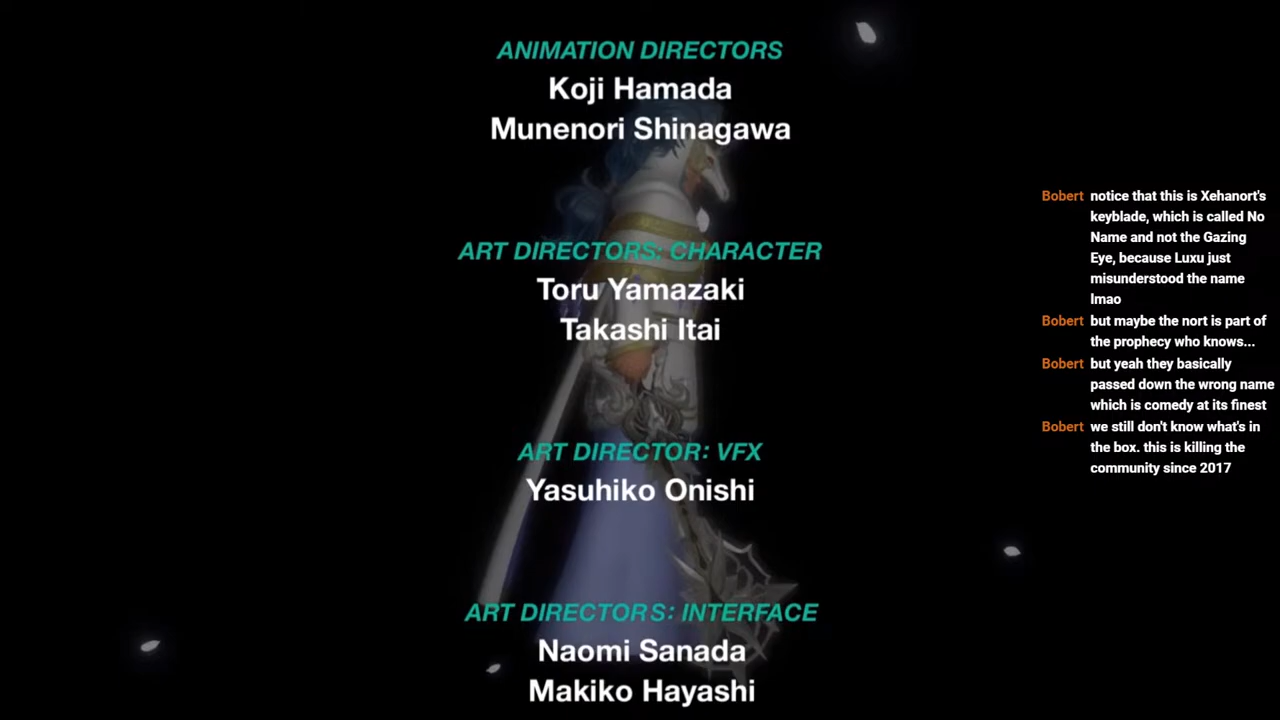 ANIMATION DIRECTORS
Koji Hamada
Munenori Shinagawa
ART DIRECTORS: CHARACTER
Toru Yamazaki
Takashi Itai
ART DIRECTOR: VFX
Yasuhiko Onishi
ART DIRECTORS: INTERFACE
Naomi Sanada
Makiko Hayashi
Bobert notice that this is Xehanort's
keyblade, which is called No
Name and not the Gazing
Eye, because Luxu just
misunderstood the name
lmao
Bobert but maybe the nort is part of
the prophecy who knows...
Bobert but yeah they basically
passed down the wrong name
which is comedy at its finest
Bobert we still don't know what's in
the box. this is killing the
community since 2017